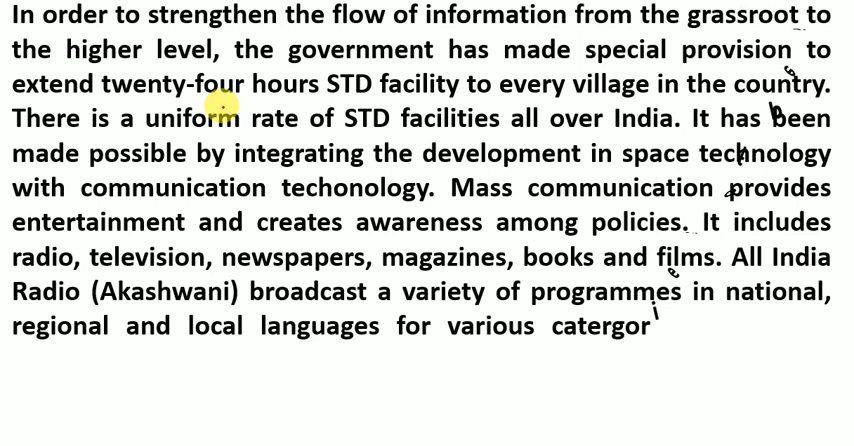 In order to strengthen the flow of information from the grassroot to
the higher level, the government has made special provision to
extend twenty-four hours STD facility to every village in the country.
There is a uniform rate of STD facilities all over India. It has been
made possible by integrating the development in space technology
with communication techonology. Mass communication provides
entertainment and creates awareness among policies. It includes
radio, television, newspapers, magazines, books and films. All India
Radio (Akashwani) broadcast a variety of programmes in national,
regional and local languages for various catergori